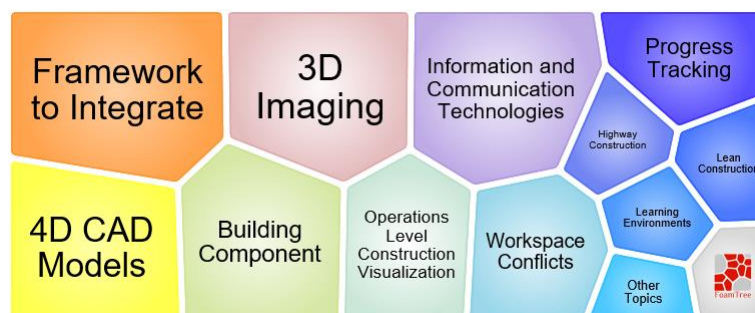 Framework
to Integrate
3D
Imaging
Information and
Communication
Technologies
Progress
Tracking
Highway
Construction
Lean
Construction
4D CAD
Models
Building
Component
Operations
Level
Construction
Visualization
Workspace
Conflicts
Learning
Environments
Other
Topics
FoamTree